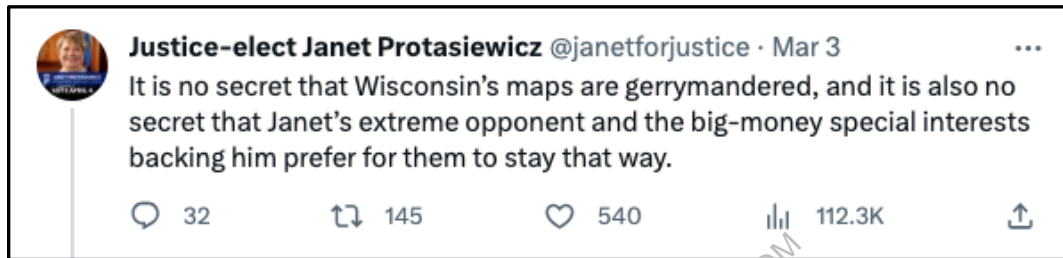 Justice-elect Janet Protasiewicz @janetforjustice · Mar 3
It is no secret that Wisconsin’s maps are gerrymandered, and it is also no
secret that Janet’s extreme opponent and the big-money special interests
backing him prefer for them to stay that way.
32 145 540 112.3K